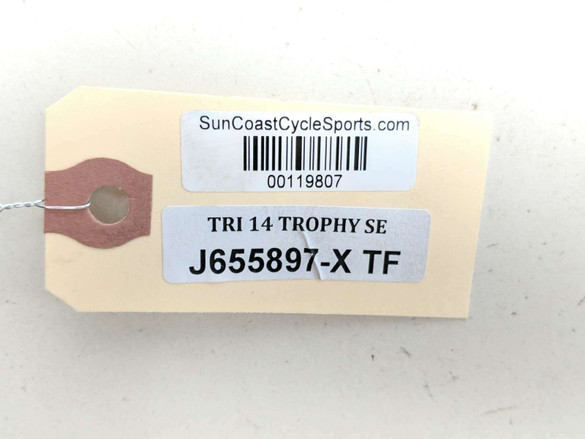 SunCoastCycleSports.com
00119807
TRI 14 TROPHY SE
J655897-X TF